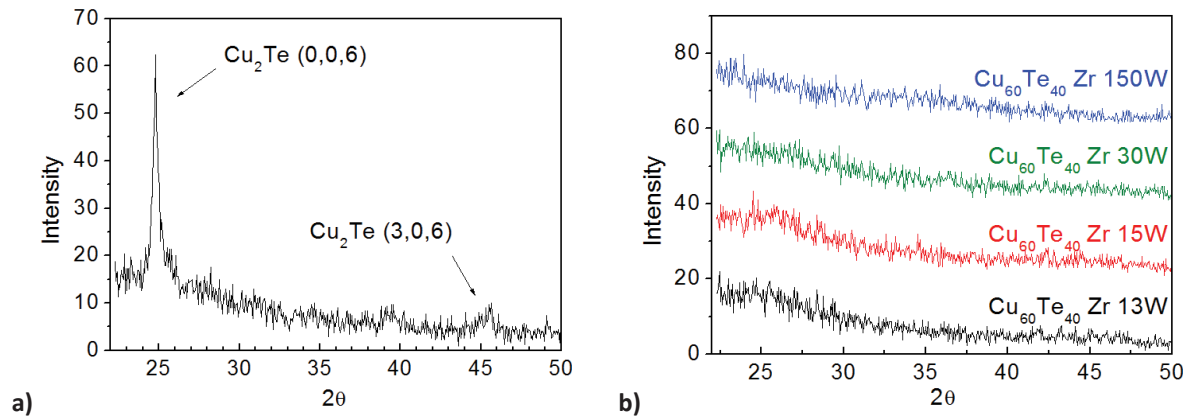 70
60
50
40
30
20
10
0
Intensity
Cu₂Te (0,0,6)
Cu₂Te (3,0,6)
25 30 35 40 45 50
2θ
a)
80
60
40
20
0
Intensity
Cu₆₀Te₄₀ Zr 150W
Cu₆₀Te₄₀ Zr 30W
Cu₆₀Te₄₀ Zr 15W
Cu₆₀Te₄₀ Zr 13W
25 30 35 40 45 50
2θ
b)